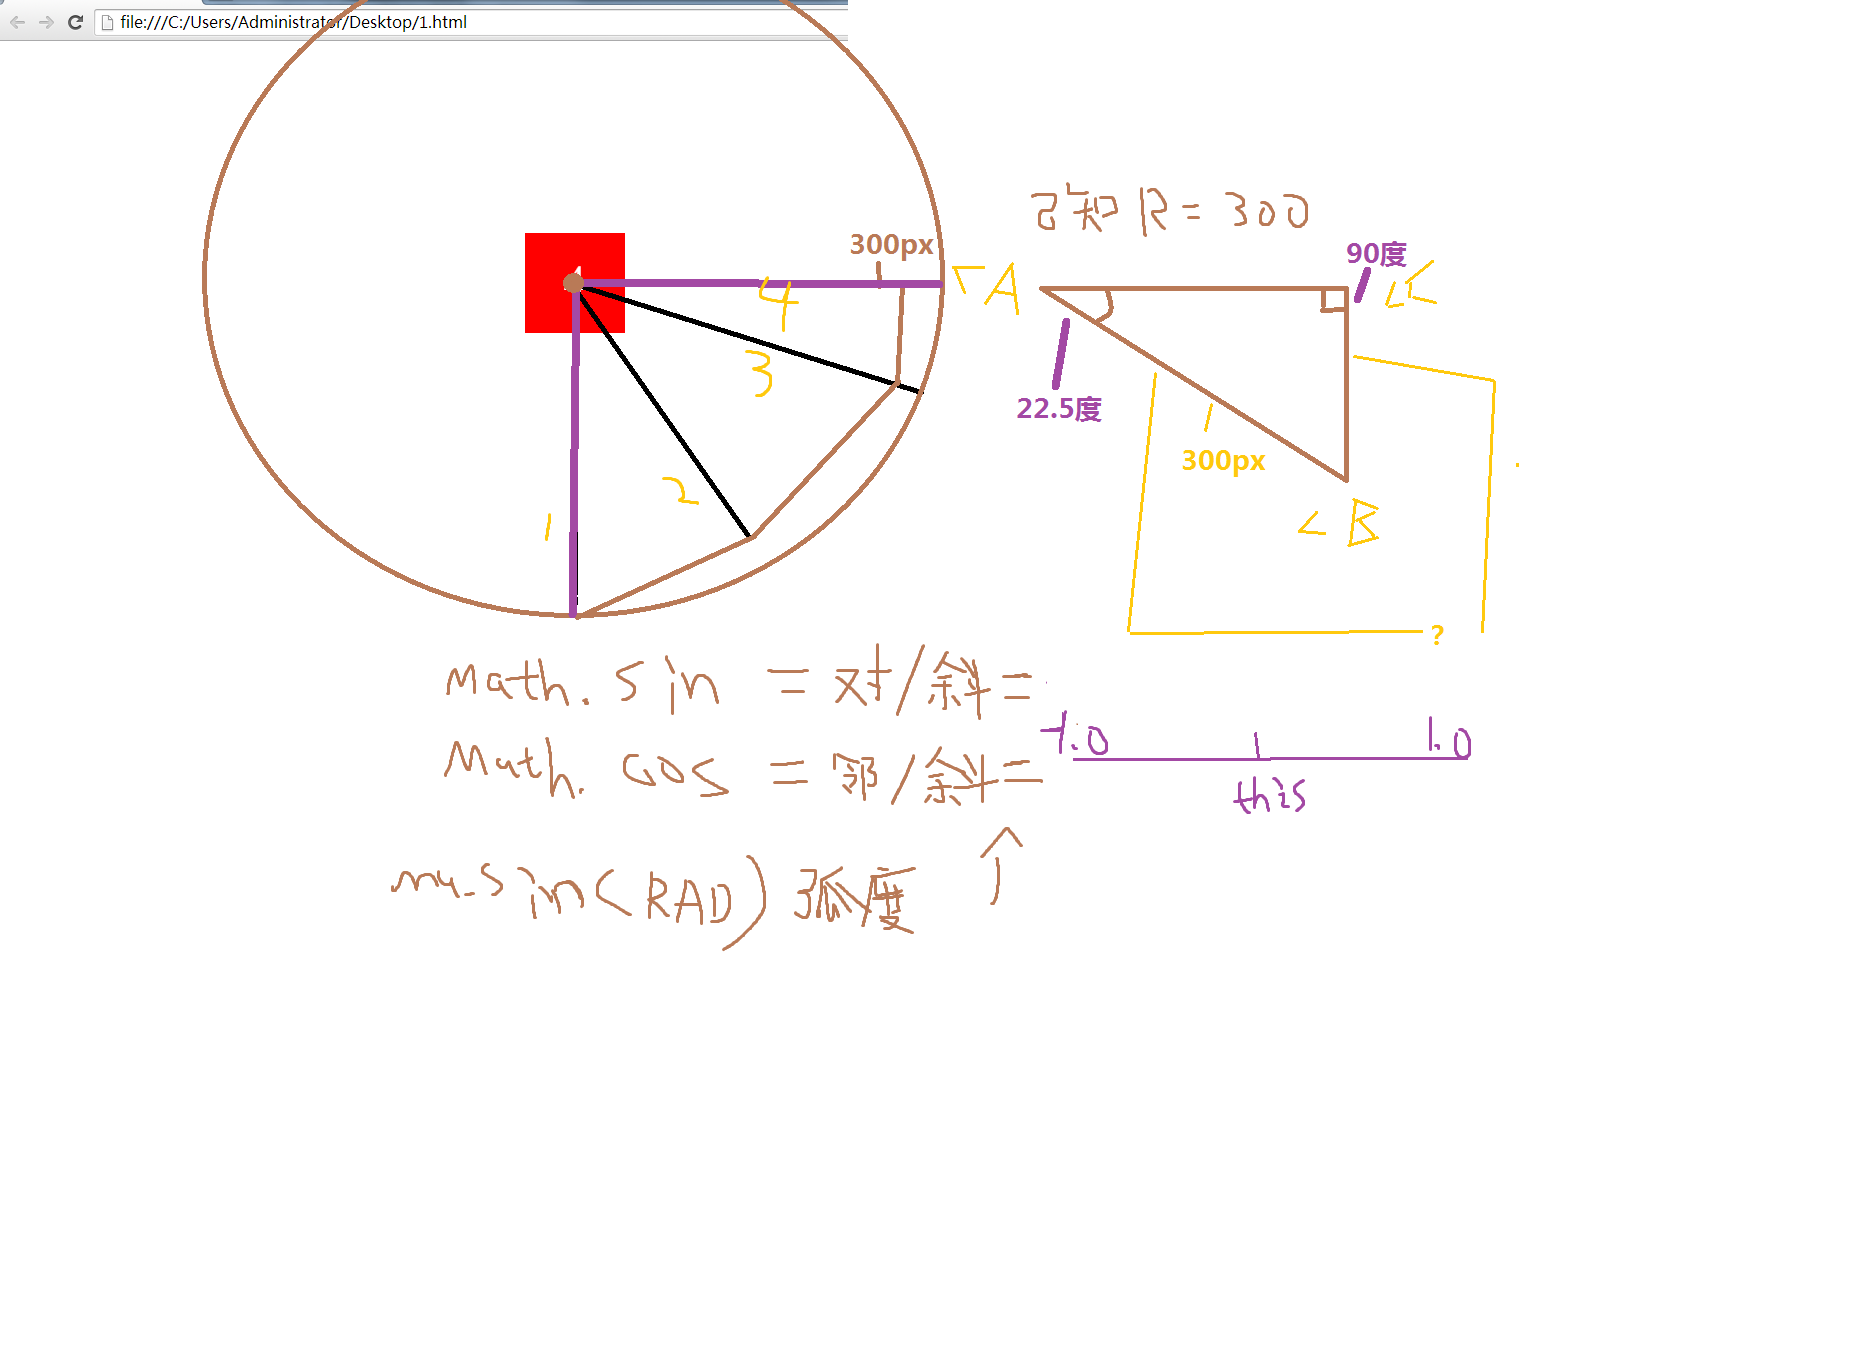 file:///C:/Users/Administrator/Desktop/1.html
已知 R = 300
300px
90度
∠A
∠C
4
3
22.5度
300px
2
1
∠B
?
Math. sin = 对/斜 =
-1.0 1.0
Math. cos = 邻/斜 =
this
sin(RAD) 弧度